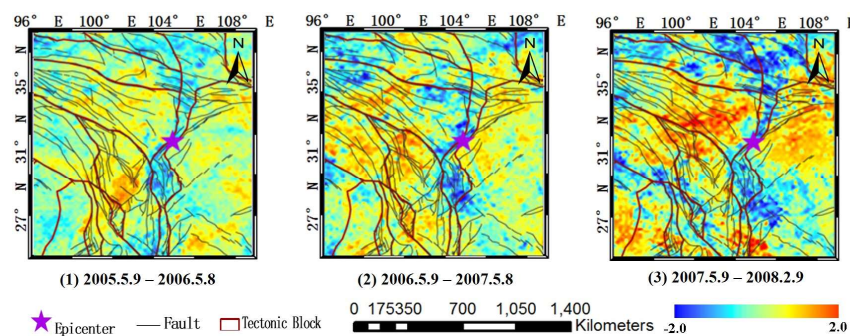 96° E 100° E 104° E 108° E
96° E 100° E 104° E 108° E
96° E 100° E 104° E 108° E
N
N
N
35° N
31° N
27° N
35° N
31° N
27° N
35° N
31° N
27° N
(1) 2005.5.9 – 2006.5.8
(2) 2006.5.9 – 2007.5.8
(3) 2007.5.9 – 2008.2.9
Epicenter
Fault
Tectonic Block
0 175350 700 1,050 1,400
Kilometers
-2.0 2.0